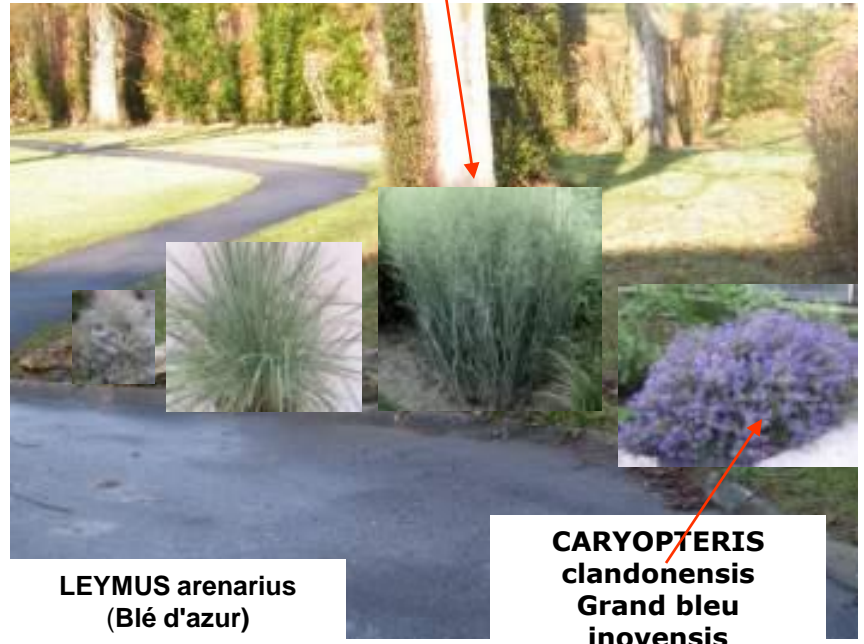 LEYMUS arenarius
(Blé d'azur)
CARYOPTERIS
clandonensis
Grand bleu
inovensis